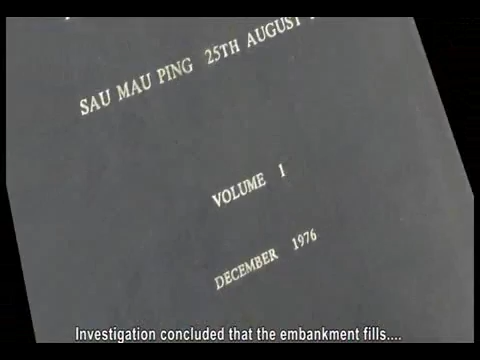 SAU MAU PING 25TH AUGUST
VOLUME I
DECEMBER 1976
Investigation concluded that the embankment fills....